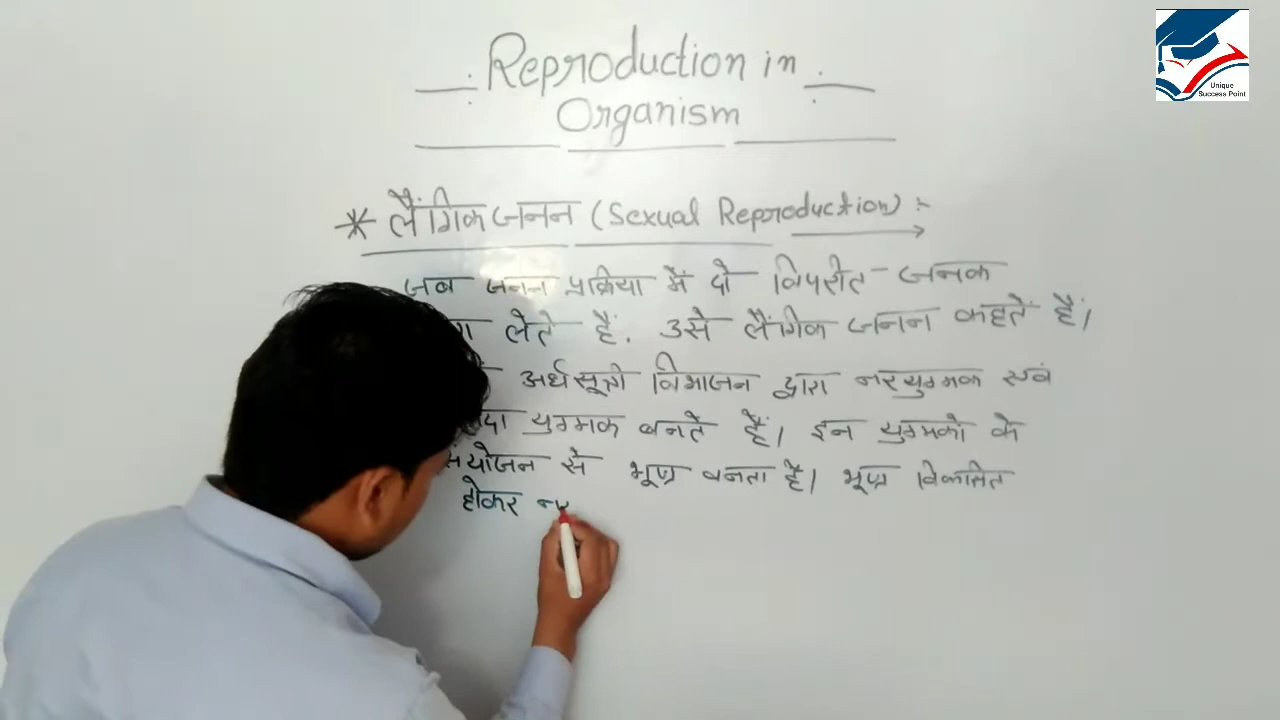 Reproduction in
Organism
* लैंगिक जनन (Sexual Reproduction) :-
जब जनन प्रक्रिया में दो विपरीत जनक
लेते हैं. उसे लैंगिक जनन कहते हैं।
अर्धसूत्री विभाजन द्वारा नर युग्मक एवं
युग्मक बनते हैं। इन युग्मको के
संयोजन से भ्रूण बनता है। भ्रूण विकसित
होकर
Unique
Success Point